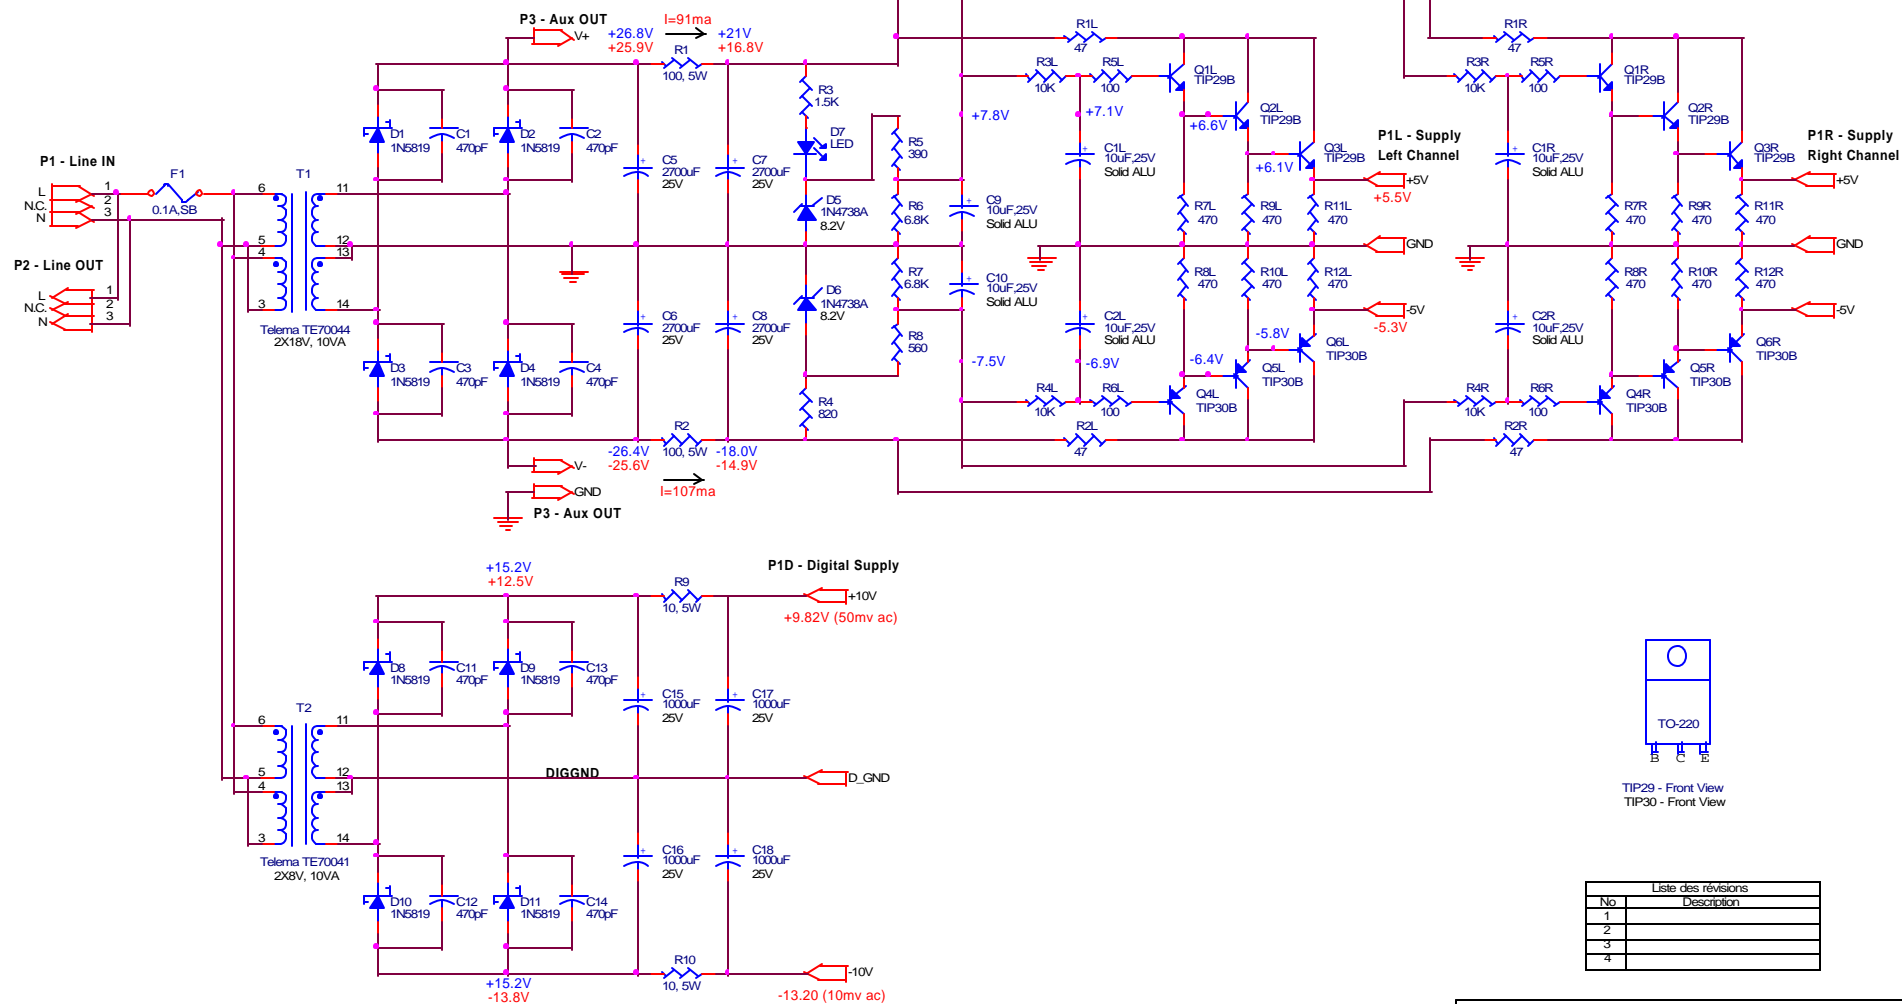 P3 - Aux OUT
V+
I=91ma
+26.8V
+25.9V
R1
100, 5W
+21V
+16.8V
R1L
47
R3L
10K
R5L
100
Q1L
TIP29B
Q2L
TIP29B
Q3L
TIP29B
R1R
47
R3R
10K
R5R
100
Q1R
TIP29B
Q2R
TIP29B
Q3R
TIP29B
D1
1N5819
C1
470pF
D2
1N5819
C2
470pF
R3
1.5K
D7
LED
R5
390
+7.8V
+7.1V
+6.6V
+6.1V
P1L - Supply
Left Channel
+5V
+5.5V
P1R - Supply
Right Channel
+5V
P1 - Line IN
L
N.C.
N
1
2
3
F1
0.1A,SB
T1
6
5
4
3
11
12
13
14
Telema TE70044
2X18V, 10VA
C5
2700uF
25V
C7
2700uF
25V
D5
1N4738A
8.2V
R6
6.8K
C9
10uF,25V
Solid ALU
C1L
10uF,25V
Solid ALU
R7L
470
R9L
470
R11L
470
GND
C1R
10uF,25V
Solid ALU
R7R
470
R9R
470
R11R
470
GND
P2 - Line OUT
L
N.C.
N
1
2
3
C6
2700uF
25V
C8
2700uF
25V
D6
1N4738A
8.2V
R7
6.8K
R8
560
C10
10uF,25V
Solid ALU
C2L
10uF,25V
Solid ALU
R8L
470
R10L
470
R12L
470
-5V
-5.3V
C2R
10uF,25V
Solid ALU
R8R
470
R10R
470
R12R
470
-5V
D3
1N5819
C3
470pF
D4
1N5819
C4
470pF
R4
820
-7.5V
-6.9V
-6.4V
-5.8V
Q6L
TIP30B
Q5L
TIP30B
Q4L
TIP30B
R4L
10K
R6L
100
R2L
47
Q6R
TIP30B
Q5R
TIP30B
Q4R
TIP30B
R4R
10K
R6R
100
R2R
47
-26.4V
-25.6V
R2
100, 5W
-18.0V
-14.9V
I=107ma
V-
GND
P3 - Aux OUT
+15.2V
+12.5V
R9
10, 5W
P1D - Digital Supply
+10V
+9.82V (50mv ac)
D8
1N5819
C11
470pF
D9
1N5819
C13
470pF
C15
1000uF
25V
C17
1000uF
25V
T2
6
5
4
3
11
12
13
14
Telema TE70041
2X8V, 10VA
DIGGND
D_GND
C16
1000uF
25V
C18
1000uF
25V
D10
1N5819
C12
470pF
D11
1N5819
C14
470pF
+15.2V
-13.8V
R10
10, 5W
-10V
-13.20 (10mv ac)
TO-220
B C E
TIP29 - Front View
TIP30 - Front View
Liste des révisions
No Description
1
2
3
4